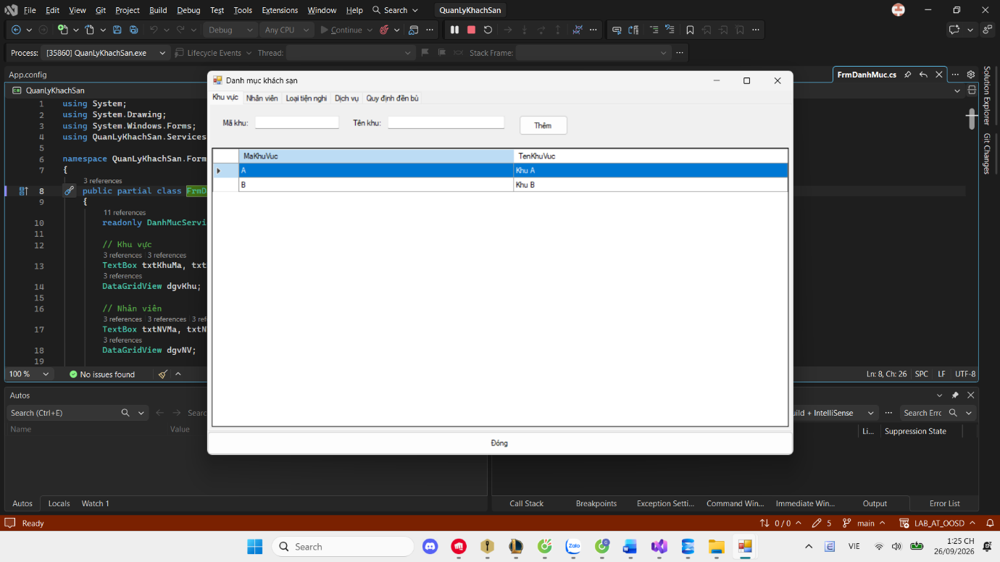 File Edit View Git Project Build Debug Test Tools Extensions Window Help Search QuanLyKhachSan
Debug Any CPU Continue
Process: [35860] QuanLyKhachSan.exe Lifecycle Events Thread: Stack Frame:
App.config
FrmDanhMuc.cs
QuanLyKhachSan
1 using System;
2 using System.Drawing;
3 using System.Windows.Forms;
4 using QuanLyKhachSan.Services
5
6 namespace QuanLyKhachSan.Form
7 {
3 references
8 public partial class FrmD
9 {
11 references
10 readonly DanhMucServi
11
12 // Khu vực
3 references 3 references
13 TextBox txtKhuMa, txt
3 references
14 DataGridView dgvKhu;
15
16 // Nhân viên
3 references 3 references 3 ref
17 TextBox txtNVMa, txtN
3 references
18 DataGridView dgvNV;
19
100 % No issues found
Ln: 8, Ch: 26 SPC LF UTF-8
Danh mục khách sạn
Khu vực Nhân viên Loại tiện nghi Dịch vụ Quy định đền bù
Mã khu: Tên khu: Thêm
MaKhuVuc TenKhuVuc
A Khu A
B Khu B
Đóng
Solution Explorer
Git Changes
Autos
Search (Ctrl+E) Searc
Name Value
Autos Locals Watch 1
uild + IntelliSense Search Errc
Li... Suppression State
Call Stack Breakpoints Exception Setti... Command Win... Immediate Win... Output Error List
Ready
0 / 0 5 main LAB_AT_OOSD
Search
Zalo
0
VIE
1:25 CH
26/09/2026